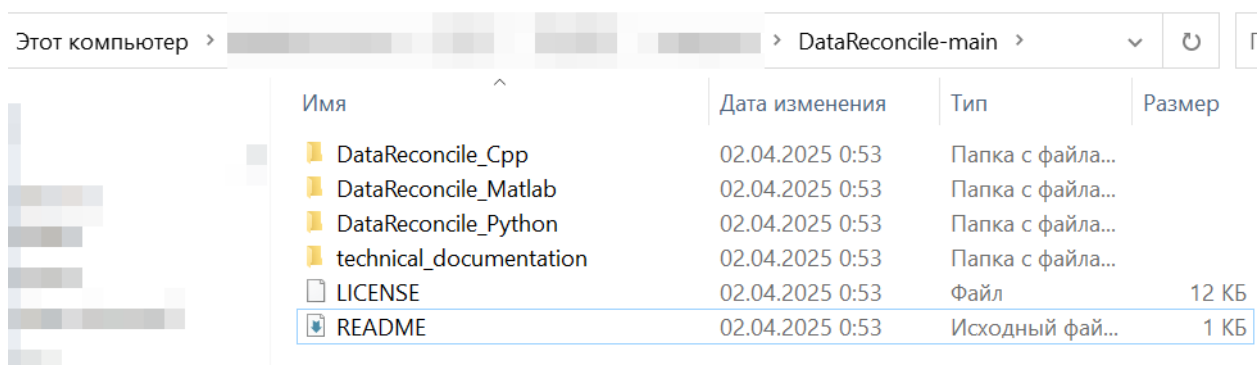 Этот компьютер > > DataReconcile-main >
Имя Дата изменения Тип Размер
DataReconcile_Cpp 02.04.2025 0:53 Папка с файла...
DataReconcile_Matlab 02.04.2025 0:53 Папка с файла...
DataReconcile_Python 02.04.2025 0:53 Папка с файла...
technical_documentation 02.04.2025 0:53 Папка с файла...
LICENSE 02.04.2025 0:53 Файл 12 КБ
README 02.04.2025 0:53 Исходный фай... 1 КБ